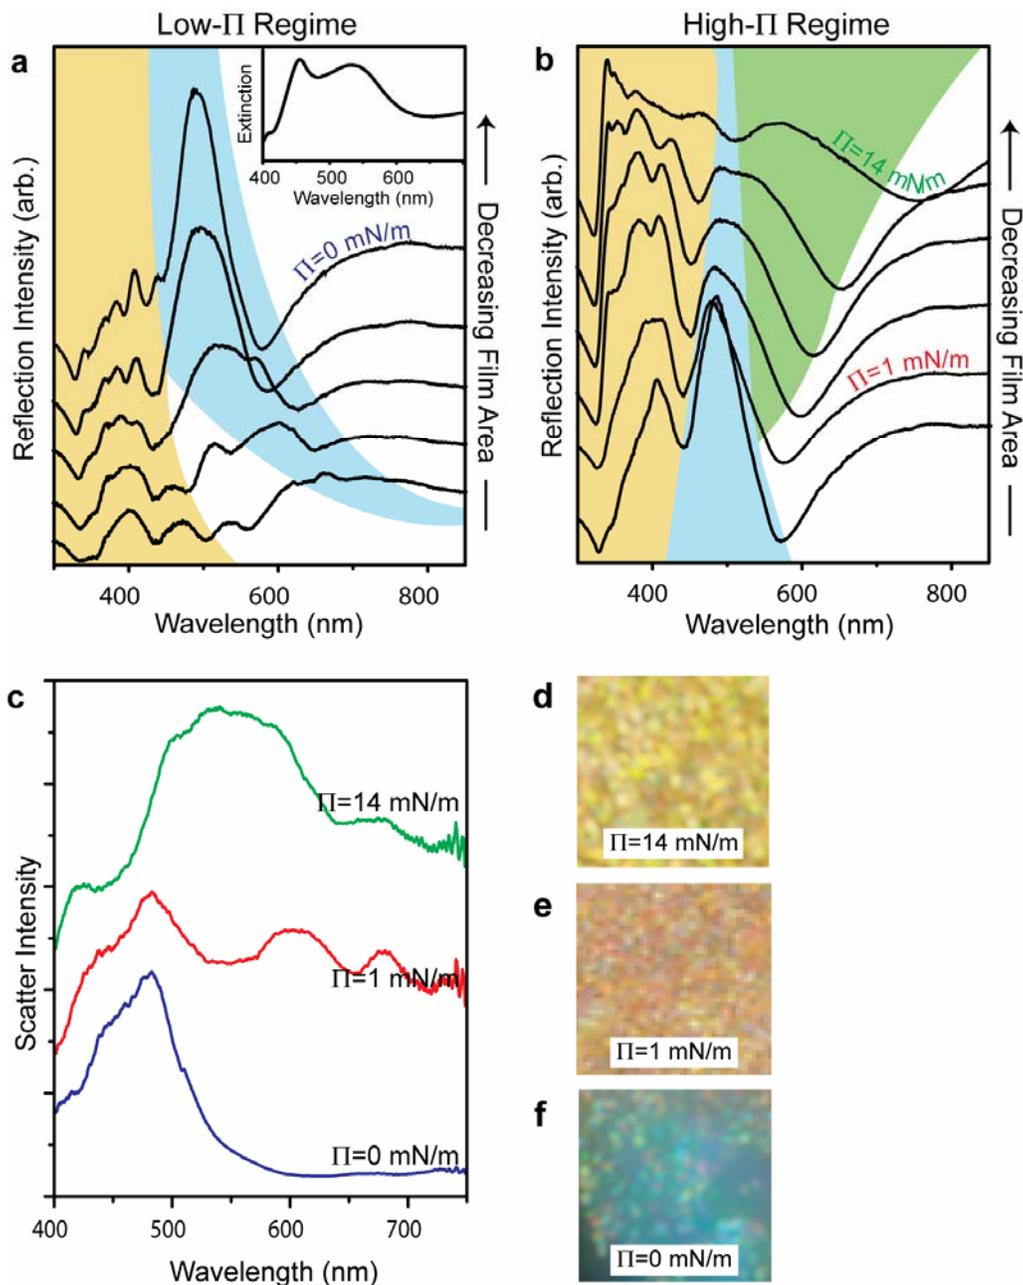 Low-Π Regime
High-Π Regime
a
Reflection Intensity (arb.)
Extinction
400
600
Wavelength (nm)
Π=0 mN/m
Decreasing Film Area
400
600
800
Wavelength (nm)
b
Reflection Intensity (arb.)
Π=14 mN/m
Π=1 mN/m
Decreasing Film Area
400
600
800
Wavelength (nm)
c
Scatter Intensity
Π=14 mN/m
Π=1 mN/m
Π=0 mN/m
400
500
600
700
Wavelength (nm)
d
Π=14 mN/m
e
Π=1 mN/m
f
Π=0 mN/m